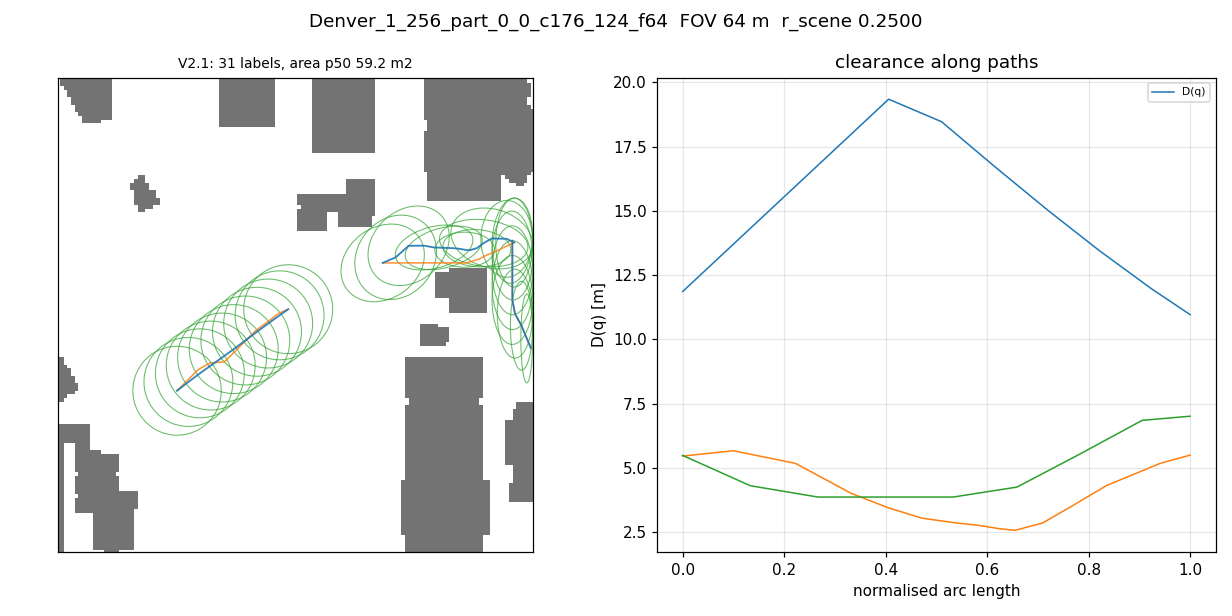 Denver_1_256_part_0_0_c176_124_f64  FOV 64 m  r_scene 0.2500
V2.1: 31 labels, area p50 59.2 m2
clearance along paths
D(q)
20.0
17.5
15.0
12.5
10.0
7.5
5.0
2.5
D(q) [m]
0.0
0.2
0.4
0.6
0.8
1.0
normalised arc length